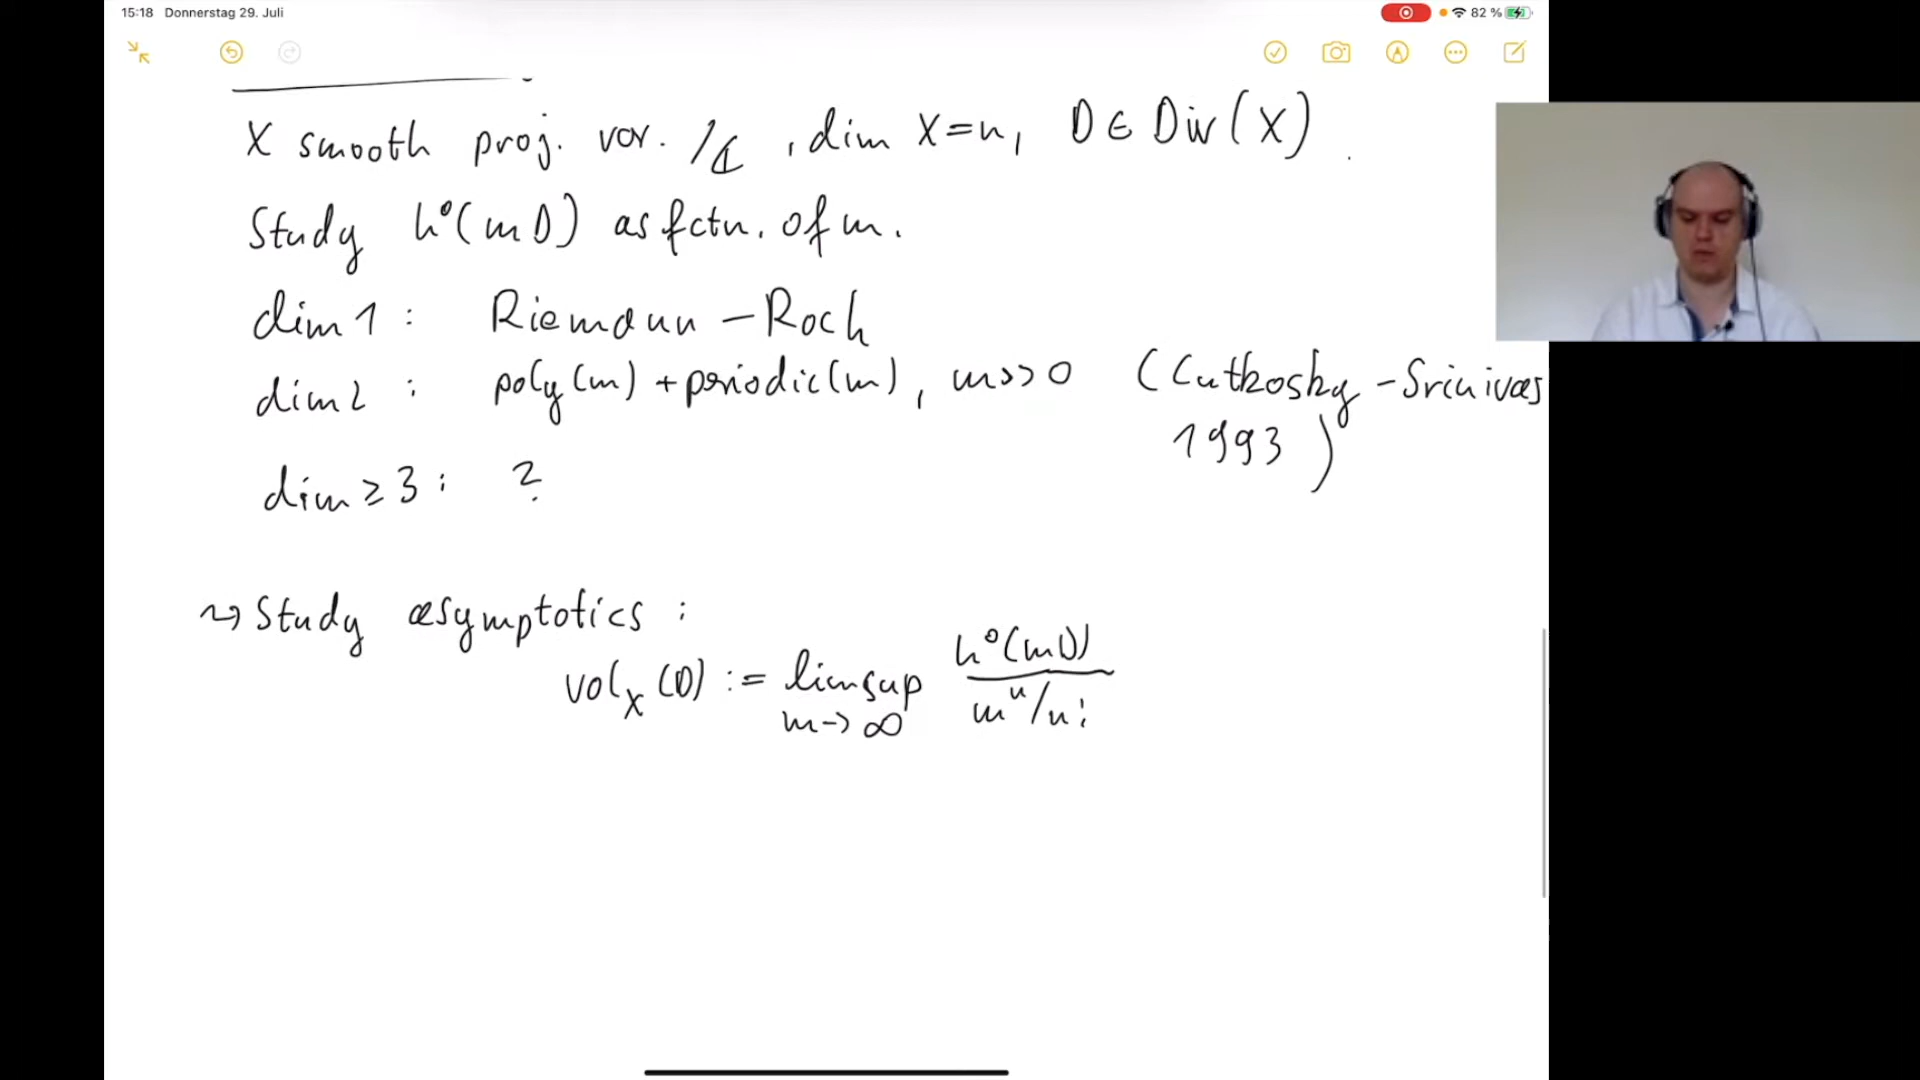 15:18 Donnerstag 29. Juli
82 %
X smooth proj. var. /ℂ, dim X=n, D∈Div(X).
Study h⁰(mD) as fctn. of m.
dim 1: Riemann-Roch
dim 2: poly(m) + periodic(m), m>>0 (Cutkosky-Srinivas
1993)
dim ≥ 3: ?
⇝ Study asymptotics:
vol_X(D) := limsup_{m→∞} h⁰(mD) / (mⁿ/n!)